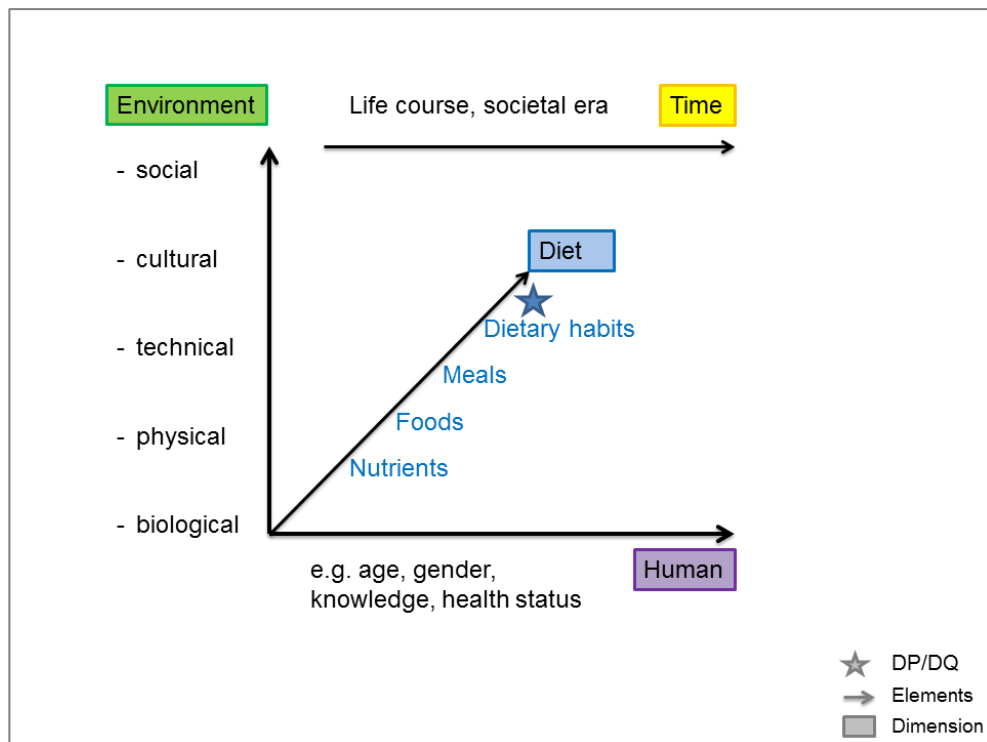 Environment
Life course, societal era
Time
- social
- cultural
- technical
- physical
- biological
Diet
Dietary habits
Meals
Foods
Nutrients
e.g. age, gender,
knowledge, health status
Human
DP/DQ
Elements
Dimension